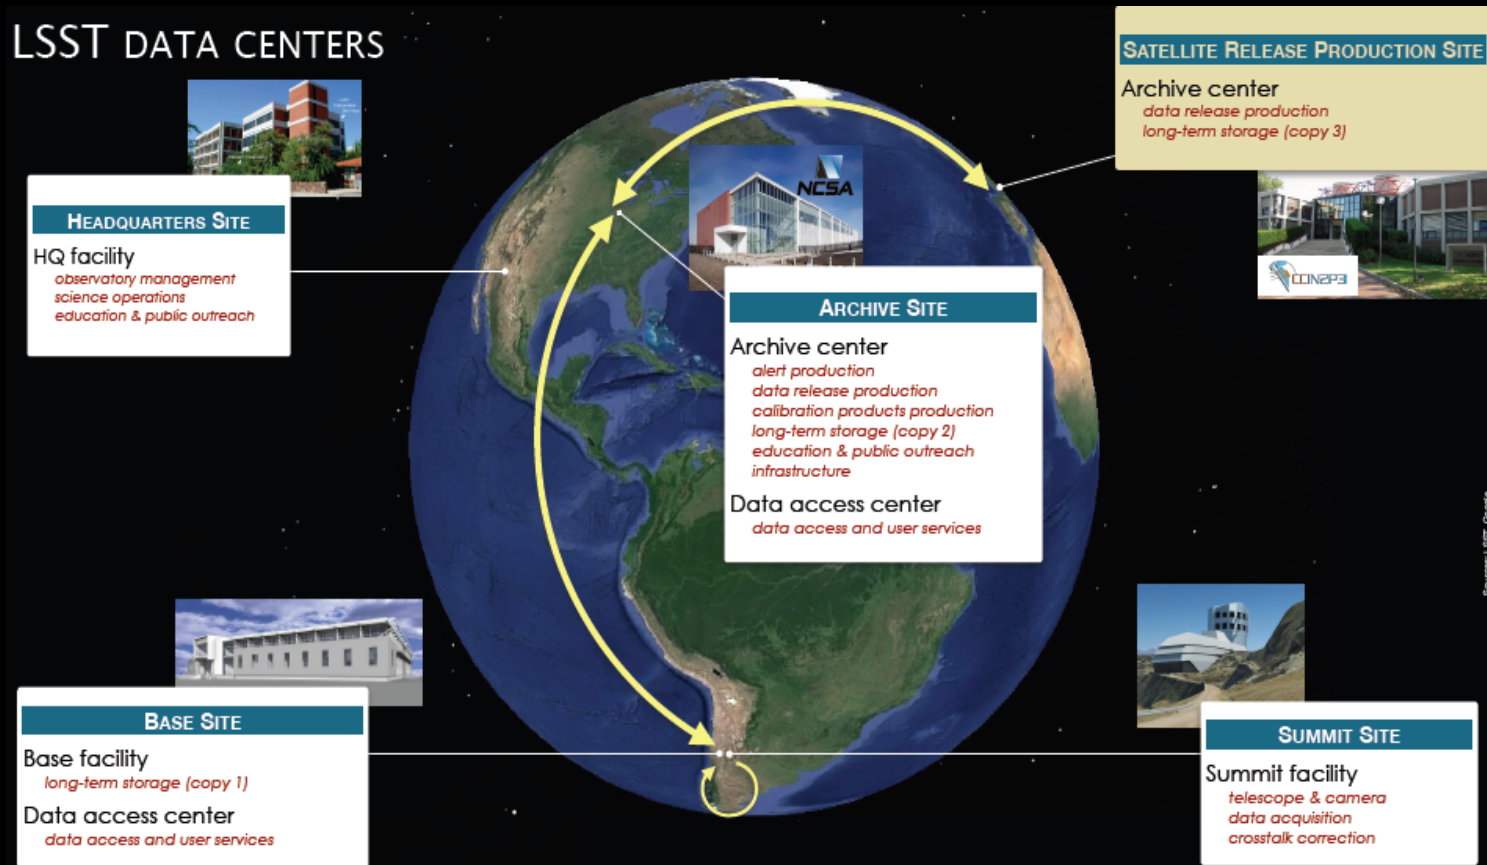 LSST DATA CENTERS
SATELLITE RELEASE PRODUCTION SITE
Archive center
data release production
long-term storage (copy 3)
NCSA
HEADQUARTERS SITE
HQ facility
observatory management
science operations
education & public outreach
CCIN2P3
ARCHIVE SITE
Archive center
alert production
data release production
calibration products production
long-term storage (copy 2)
education & public outreach
infrastructure
Data access center
data access and user services
BASE SITE
Base facility
long-term storage (copy 1)
Data access center
data access and user services
SUMMIT SITE
Summit facility
telescope & camera
data acquisition
crosstalk correction